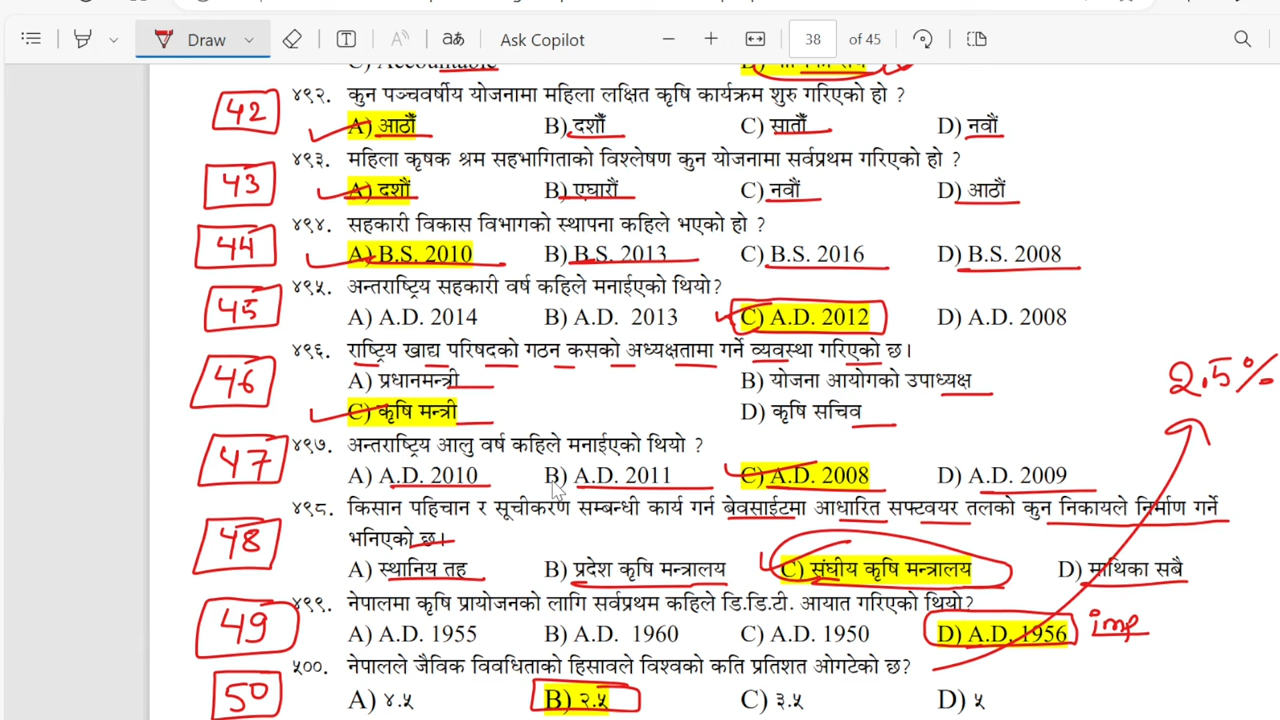 Draw
Ask Copilot
38 of 45
C) Accountable
42 ४९२. कुन पञ्चवर्षीय योजनामा महिला लक्षित कृषि कार्यक्रम शुरु गरिएको हो ?
A) आठौँ B) दशौँ C) सातौँ D) नवौं
43 ४९३. महिला कृषक श्रम सहभागिताको विश्लेषण कुन योजनामा सर्वप्रथम गरिएको हो ?
A) दशौं B) एघारौं C) नवौं D) आठौं
44 ४९४. सहकारी विकास विभागको स्थापना कहिले भएको हो ?
A) B.S. 2010 B) B.S. 2013 C) B.S. 2016 D) B.S. 2008
45 ४९५. अन्तराष्ट्रिय सहकारी वर्ष कहिले मनाईएको थियो?
A) A.D. 2014 B) A.D. 2013 C) A.D. 2012 D) A.D. 2008
46 ४९६. राष्ट्रिय खाद्य परिषदको गठन कसको अध्यक्षतामा गर्ने व्यवस्था गरिएको छ।
A) प्रधानमन्त्री B) योजना आयोगको उपाध्यक्ष
2.5%
C) कृषि मन्त्री D) कृषि सचिव
47 ४९७. अन्तराष्ट्रिय आलु वर्ष कहिले मनाईएको थियो ?
A) A.D. 2010 B) A.D. 2011 C) A.D. 2008 D) A.D. 2009
48 ४९८. किसान पहिचान र सूचीकरण सम्बन्धी कार्य गर्न बेवसाईटमा आधारित सफ्टवयर तलको कुन निकायले निर्माण गर्ने
भनिएको छ।
A) स्थानिय तह B) प्रदेश कृषि मन्त्रालय C) संघीय कृषि मन्त्रालय D) माथिका सबै
49 ४९९. नेपालमा कृषि प्रायोजनको लागि सर्वप्रथम कहिले डि.डि.टी. आयात गरिएको थियो?
A) A.D. 1955 B) A.D. 1960 C) A.D. 1950 D) A.D. 1956 imp
50 ५००. नेपालले जैविक विवधिताको हिसावले विश्वको कति प्रतिशत ओगटेको छ?
A) ४.५ B) २.५ C) ३.५ D) ५